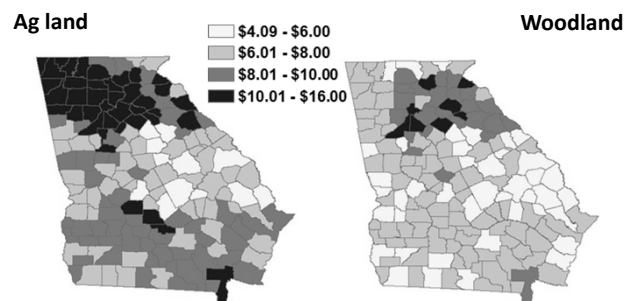 Ag land
Woodland
$4.09 - $6.00
$6.01 - $8.00
$8.01 - $10.00
$10.01 - $16.00